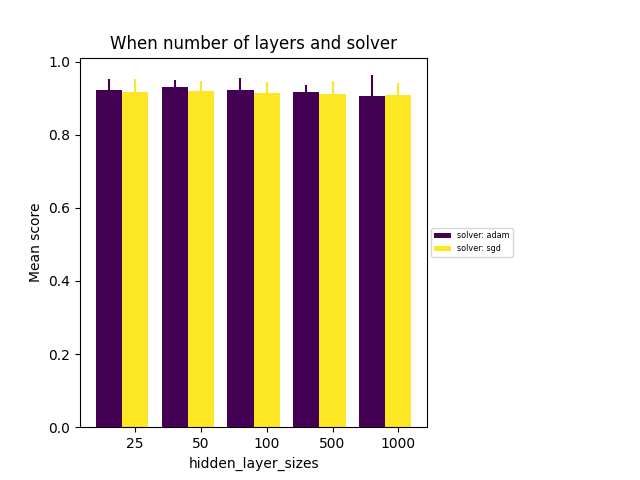 When number of layers and solver
1.0
0.8
0.6
0.4
0.2
0.0
Mean score
25 50 100 500 1000
hidden_layer_sizes
solver: adam
solver: sgd